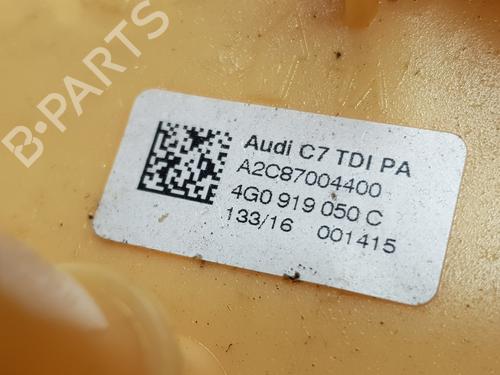 B-PARTS
Audi C7 TDI PA
A2C87004400
4G0 919 050 C
133/16 001415